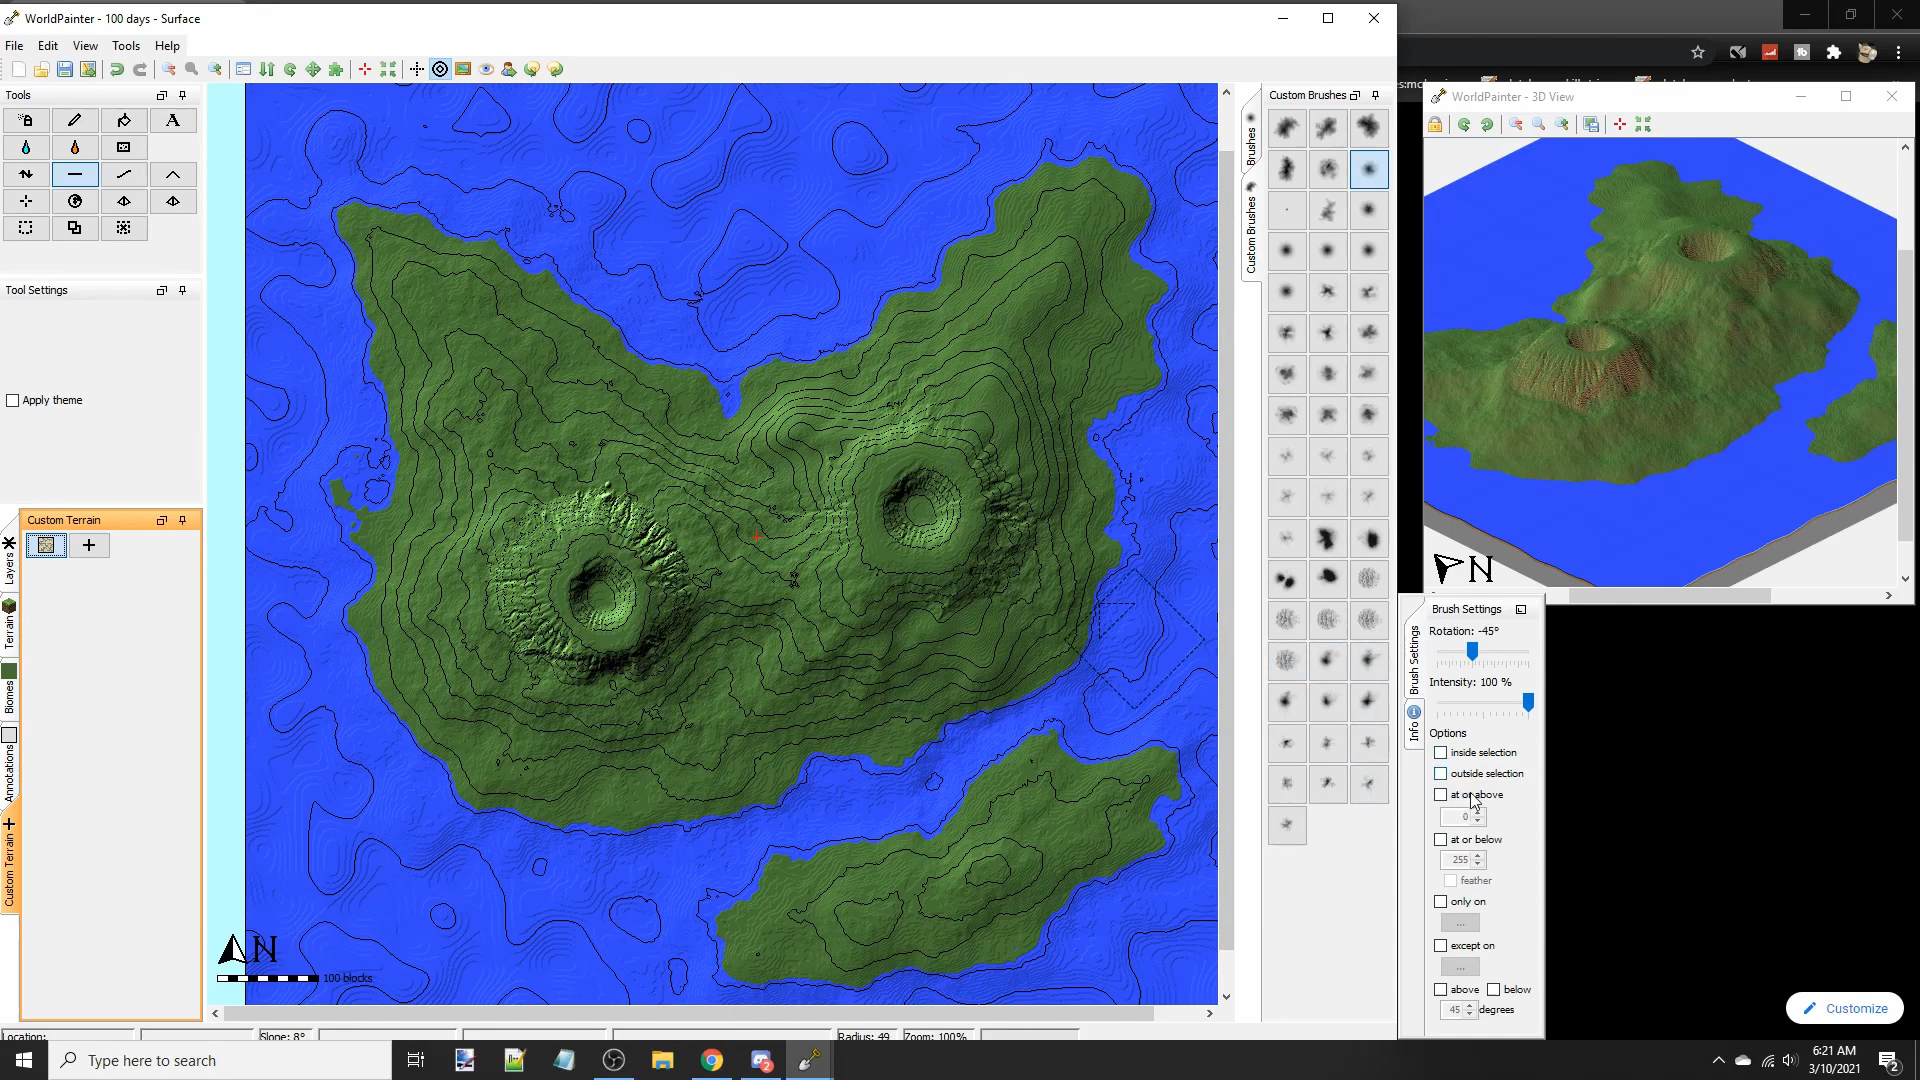 WorldPainter - 100 days - Surface
File Edit View Tools Help
Tools
A
Tool Settings
Apply theme
Custom Terrain
Layers
Terrain
Biomes
Annotations
Custom Terrain
N
100 blocks
Location:
Slope: 8°
Radius: 49
Zoom: 100%
Brushes
Custom Brushes
Custom Brushes
WorldPainter - 3D View
N
Brush Settings
Info
Brush Settings
Rotation: -45°
Intensity: 100 %
Options
inside selection
outside selection
at or above
0
at or below
255
feather
only on
...
except on
...
above below
45 degrees
Customize
Type here to search
2
6:21 AM
3/10/2021
2